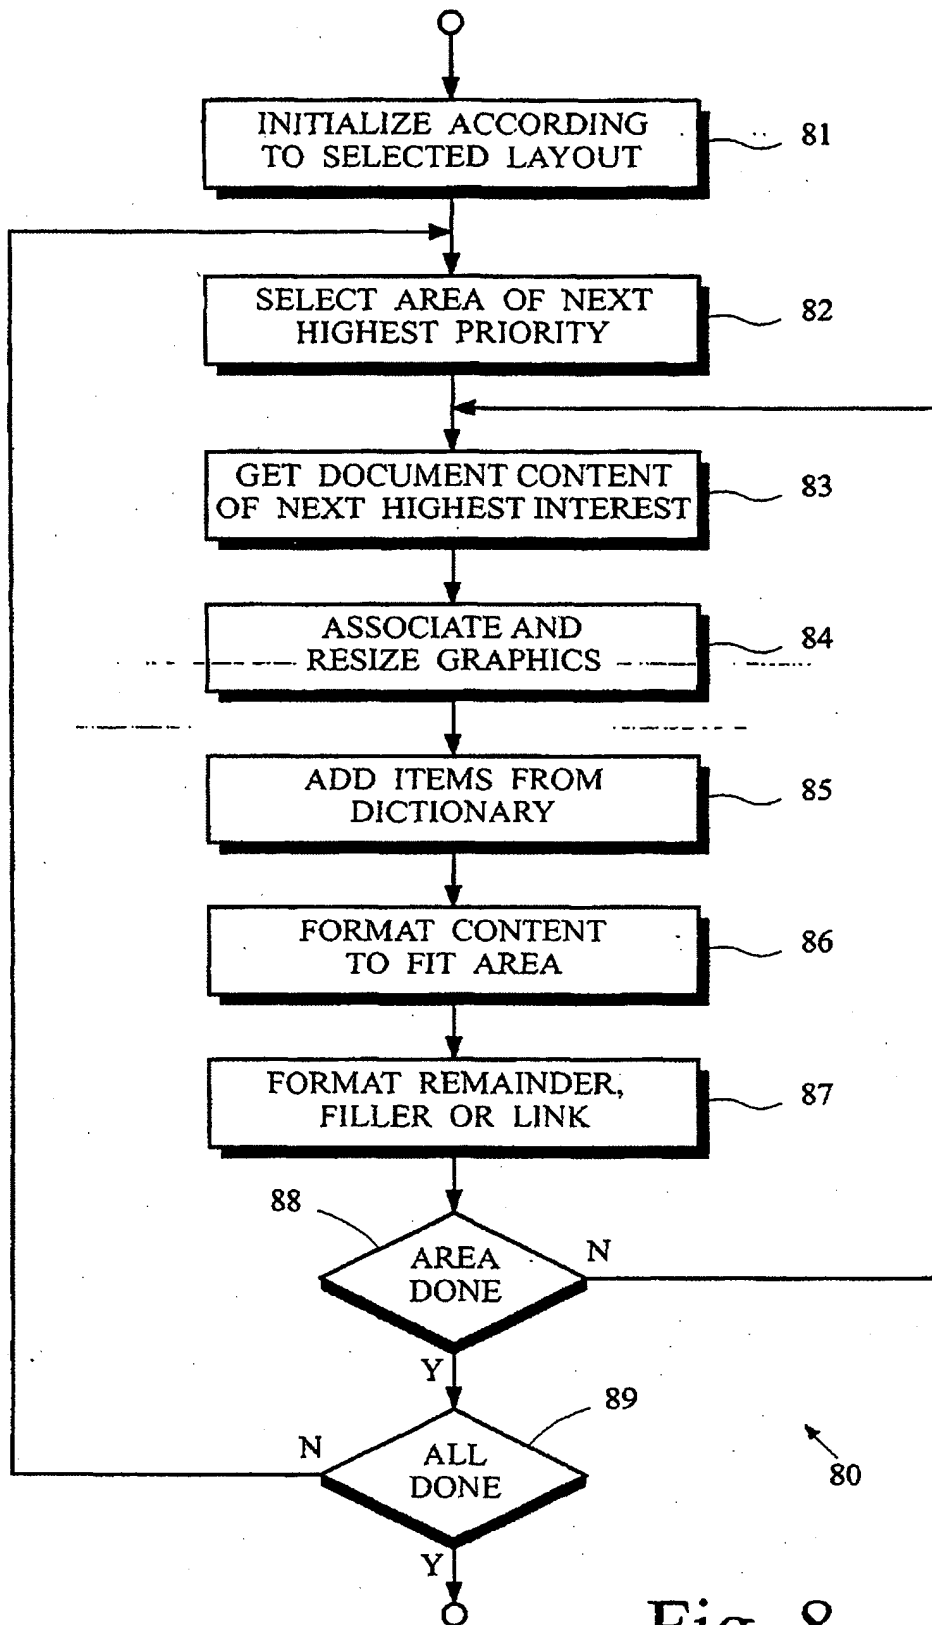 INITIALIZE ACCORDING
TO SELECTED LAYOUT
81
SELECT AREA OF NEXT
HIGHEST PRIORITY
82
GET DOCUMENT CONTENT
OF NEXT HIGHEST INTEREST
83
ASSOCIATE AND
RESIZE GRAPHICS
84
ADD ITEMS FROM
DICTIONARY
85
FORMAT CONTENT
TO FIT AREA
86
FORMAT REMAINDER,
FILLER OR LINK
87
88
AREA
DONE
N
Y
89
ALL
DONE
N
Y
80
Fig. 8